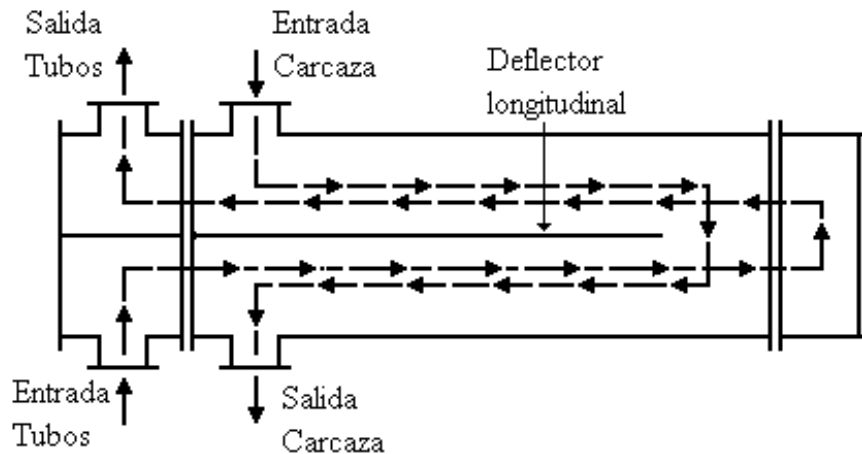 Salida
Tubos
Entrada
Carcaza
Deflector
longitudinal
Entrada
Tubos
Salida
Carcaza